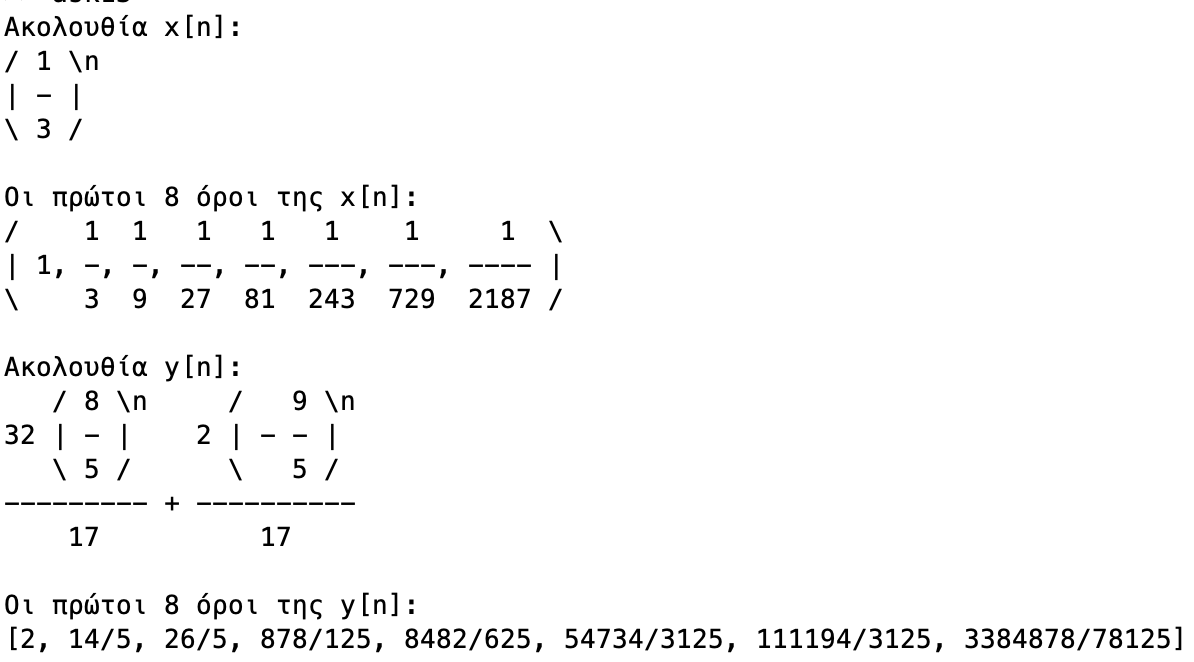 Ακολουθία x[n]:
/ 1 \n
| - |
\ 3 /
Οι πρώτοι 8 όροι της x[n]:
/    1  1   1   1   1    1     1  \
| 1, -, -, --, --, ---, ---, ---- |
\    3  9  27  81  243  729  2187 /
Ακολουθία y[n]:
   / 8 \n     /   9 \n
32 | - |    2 | - - |
   \ 5 /      \   5 /
--------- + ----------
    17          17
Οι πρώτοι 8 όροι της y[n]:
[2, 14/5, 26/5, 878/125, 8482/625, 54734/3125, 111194/3125, 3384878/78125]